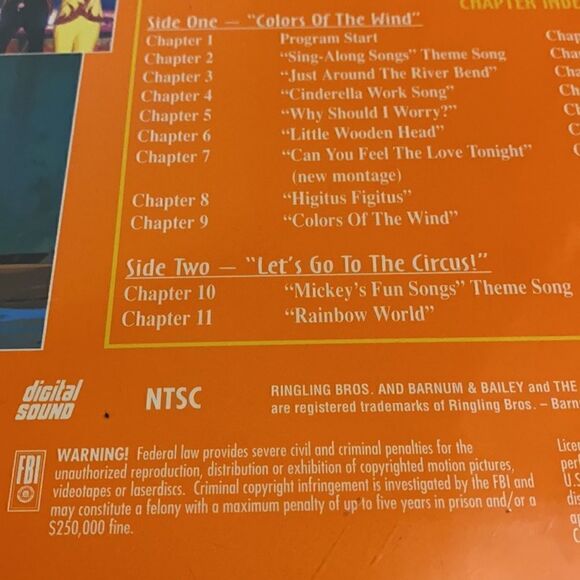 CHAPTER INDE
Side One – "Colors Of The Wind"
Chapter 1 Program Start
Chapter 2 "Sing-Along Songs" Theme Song
Chapter 3 "Just Around The River Bend"
Chapter 4 "Cinderella Work Song"
Chapter 5 "Why Should I Worry?"
Chapter 6 "Little Wooden Head"
Chapter 7 "Can You Feel The Love Tonight"
(new montage)
Chapter 8 "Higitus Figitus"
Chapter 9 "Colors Of The Wind"
Side Two – "Let's Go To The Circus!"
Chapter 10 "Mickey's Fun Songs" Theme Song
Chapter 11 "Rainbow World"
digital
SOUND
NTSC
RINGLING BROS. AND BARNUM & BAILEY and THE
are registered trademarks of Ringling Bros. – Barn
FBI
WARNING! Federal law provides severe civil and criminal penalties for the
unauthorized reproduction, distribution or exhibition of copyrighted motion pictures,
videotapes or laserdiscs. Criminal copyright infringement is investigated by the FBI and
may constitute a felony with a maximum penalty of up to five years in prison and/or a
$250,000 fine.